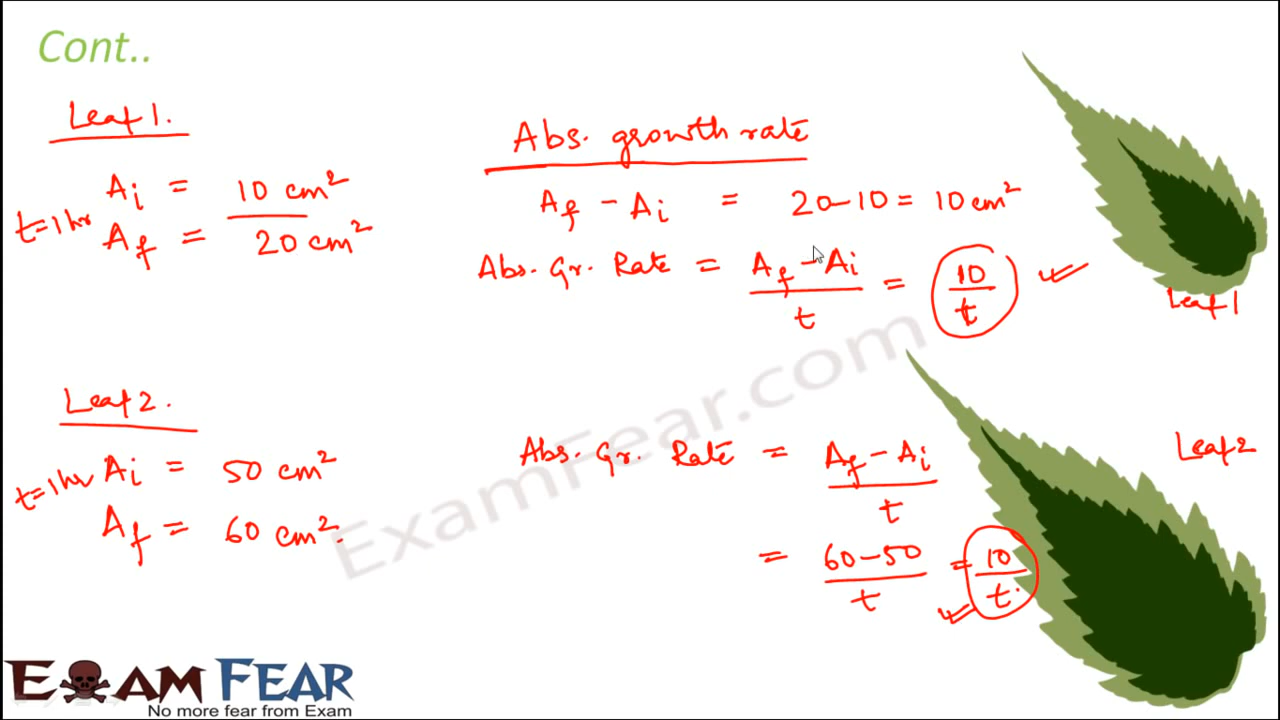 Cont..
Leaf 1.
t=1hr
Ai = 10 cm²
Af = 20 cm²
Abs. growth rate
Af - Ai = 20-10 = 10 cm²
Abs. Gr. Rate = Af - Ai / t = 10 / t
Leaf 1
Leaf 2.
t=1hr
Ai = 50 cm²
Af = 60 cm².
Abs. Gr. Rate = Af - Ai / t
= 60-50 / t = 10 / t.
Leaf 2
ExamFear.com
EXAM FEAR
No more fear from Exam